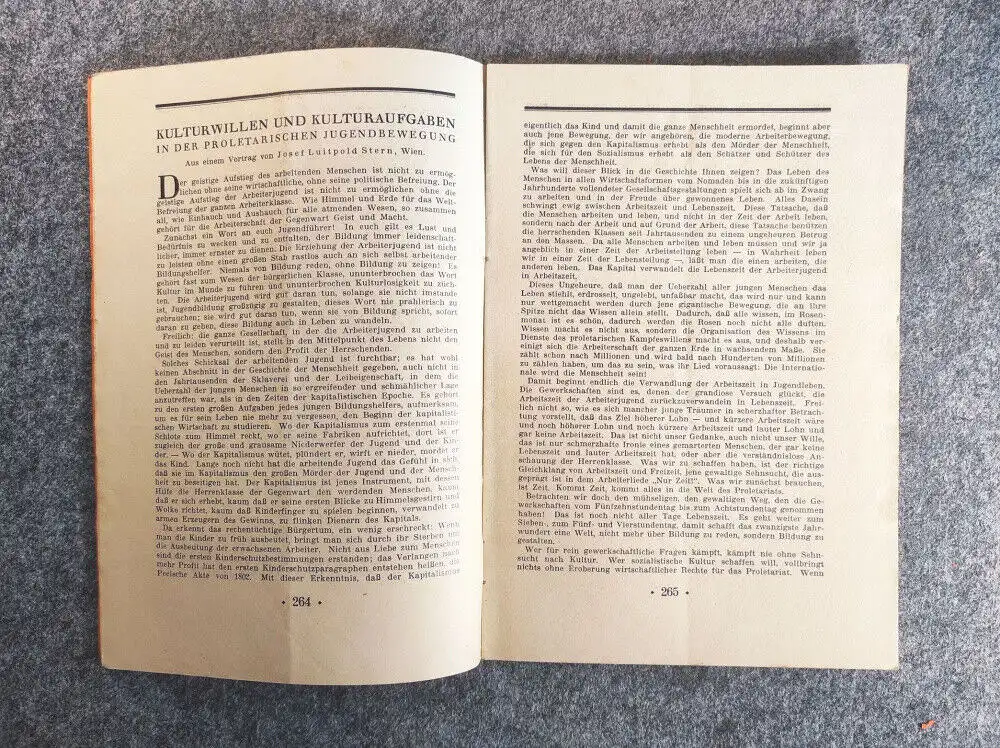 KULTURWILLEN UND KULTURAUFGABEN
IN DER PROLETARISCHEN JUGENDBEWEGUNG
Aus einem Vortrag von Josef Luitpold Stern, Wien.
Der geistige Aufstieg des arbeitenden Menschen ist nicht zu ermög-
lichen ohne seine wirtschaftliche, ohne seine politische Befreiung. Der
geistige Aufstieg der Arbeiterjugend ist nicht zu ermöglichen ohne die
Befreiung der ganzen Arbeiterklasse. Wie Himmel und Erde für das Welt-
all, wie Einhauch und Aushauch für alle atmenden Wesen, so zusammen
gehört für die Arbeiterschaft der Gegenwart Geist und Macht.
Zunächst ein Wort an euch Jugendführer! In euch gilt es Lust und
Bedürfnis zu wecken und zu entfalten, der Bildung immer leidenschaft-
licher, immer ernster zu dienen. Die Erziehung der Arbeiterjugend ist nicht
zu leisten ohne einen großen Stab rastlos auch an sich selbst arbeitender
Bildungshelfer. Niemals von Bildung reden, ohne Bildung zu zeigen! Es
gehört fast zum Wesen der bürgerlichen Klasse, ununterbrochen das Wort
Kultur im Munde zu führen und ununterbrochen Kulturlosigkeit zu züch-
ten. Die Arbeiterjugend wird gut daran tun, solange sie nicht imstande
ist, Jugendbildung großzügig zu gestalten, dieses Wort nie prahlerisch zu
gebrauchen; sie wird gut daran tun, wenn sie von Bildung spricht, sofort
daran zu gehen, diese Bildung auch in Leben zu wandeln.
Freilich: die ganze Gesellschaft, in der die Arbeiterjugend zu arbeiten
und zu leiden verurteilt ist, stellt in den Mittelpunkt des Lebens nicht den
Geist des Menschen, sondern den Profit der Herrschenden.
Solches Schicksal der arbeitenden Jugend ist furchtbar; es hat wohl
keinen Abschnitt in der Geschichte der Menschheit gegeben, auch nicht in
den Jahrtausenden der Sklaverei und der Leibeigenschaft, in dem die
Ueberzahl der jungen Menschen in so ergreifender und schmählicher Lage
anzutreffen war, als in den Zeiten der kapitalistischen Epoche. Es gehört
zu den ersten großen Aufgaben jedes jungen Bildungshelfers, aufmerksam,
um es für sein Leben nie mehr zu vergessen, den Beginn der kapitalisti-
schen Wirtschaft zu studieren. Wo der Kapitalismus zum erstenmal seine
Schlote zum Himmel reckt, wo er seine Fabriken aufrichtet, dort ist er
zugleich der große und grausame Niederwerfer der Jugend und der Kin-
der. — Wo der Kapitalismus wütet, plündert er, wirft er nieder, mordet er
das Kind. Lange noch nicht hat die arbeitende Jugend das Gefühl in sich,
daß sie im Kapitalismus den großen Mörder der Jugend und der Mensch-
heit zu beseitigen hat. Der Kapitalismus ist jenes Instrument, mit dessen
Hilfe die Herrenklasse der Gegenwart den werdenden Menschen, kaum
daß er sich erhebt, kaum daß er seine ersten Blicke zu Himmelsgestirn und
Wolke richtet, kaum daß Kinderfinger zu spielen beginnen, verwandelt zu
armen Erzeugern des Gewinns, zu flinken Dienern des Kapitals.
Da erkennt das rechentüchtige Bürgertum, ein wenig erschreckt: Wenn
man die Kinder zu früh ausbeutet, bringt man sich durch ihr Sterben um
die Ausbeutung der erwachsenen Arbeiter. Nicht aus Liebe zum Menschen
sind die ersten Kinderschutzbestimmungen erstanden; das Verlangen nach
mehr Profit hat den ersten Kinderschutzparagraphen entstehen heißen, die
Pecische Akte von 1802. Mit dieser Erkenntnis, daß der Kapitalismus
• 264 •
eigentlich das Kind und damit die ganze Menschheit ermordet, beginnt aber
auch jene Bewegung, der wir angehören, die moderne Arbeiterbewegung,
die sich gegen den Kapitalismus erhebt als den Mörder der Menschheit,
die sich für den Sozialismus erhebt als den Schätzer und Schützer des
Lebens der Menschheit.
Was will dieser Blick in die Geschichte Ihnen zeigen? Das Leben des
Menschen in allen Wirtschaftsformen vom Nomaden bis in die zukünftigen
Jahrhunderte vollendeter Gesellschaftsgestaltungen spielt sich ab im Zwang
zu arbeiten und in der Freude über gewonnenes Leben. Alles Dasein
schwingt ewig zwischen Arbeitszeit und Lebenszeit. Diese Tatsache, daß
die Menschen arbeiten und leben, und nicht in der Zeit der Arbeit leben,
sondern nach der Arbeit und auf Grund der Arbeit, diese Tatsache benützen
die herrschenden Klassen seit Jahrtausenden zu einem ungeheuren Betrug
an den Massen. Da alle Menschen arbeiten und leben müssen und wir ja
angeblich in einer Zeit der Arbeitsteilung leben — in Wahrheit leben
wir in einer Zeit der Lebensteilung —, läßt man die einen arbeiten, die
anderen leben. Das Kapital verwandelt die Lebenszeit der Arbeiterjugend
in Arbeitszeit.
Dieses Ungeheure, daß man der Ueberzahl aller jungen Menschen das
Leben stiehlt, erdrosselt, ungelebt, unfaßbar macht, das wird nur und kann
nur wettgemacht werden durch jene gigantische Bewegung, die an ihre
Spitze nicht das Wissen allein stellt. Dadurch, daß alle wissen, im Rosen-
monat ist es schön, dadurch werden die Rosen noch nicht alle duften.
Wissen macht es nicht aus, sondern die Organisation des Wissens im
Dienste des proletarischen Kampfeswillens macht es aus, und deshalb ver-
einigt sich die Arbeiterschaft der ganzen Erde in wachsendem Maße. Sie
zählt schon nach Millionen und wird bald nach Hunderten von Millionen
zu zählen haben, um das zu sein, was ihr Lied voraussagt: Die Internatio-
nale wird die Menschheit sein!
Damit beginnt endlich die Verwandlung der Arbeitszeit in Jugendleben.
Die Gewerkschaften sind es, denen der grandiose Versuch glückt, die
Arbeitszeit der Arbeiterjugend zurückzuverwandeln in Lebenszeit. Frei-
lich nicht so, wie es sich mancher junge Träumer in scherzhafter Betrach-
tung vorstellt, daß das Ziel höherer Lohn — und kürzere Arbeitszeit wäre
und noch höherer Lohn und noch kürzere Arbeitszeit und lauter Lohn und
gar keine Arbeitszeit. Das ist nicht unser Gedanke, auch nicht unser Wille,
das ist nur schmerzhafte Ironie eines gemarterten Menschen, der gar keine
Lebenszeit und lauter Arbeitszeit hat, oder aber die verständnislose An-
schauung der Herrenklasse. Was wir zu schaffen haben, ist der richtige
Gleichklang von Arbeitszeit und Freizeit, jene gewaltige Sehnsucht, die aus-
geprägt ist in dem Arbeiterliede „Nur Zeit!“. Was wir zunächst brauchen,
ist Zeit. Kommt Zeit, kommt alles in die Welt des Proletariats.
Betrachten wir doch den mühseligen, den gewaltigen Weg, den die Ge-
werkschaften vom Fünfzehnstundentag bis zum Achtstundentag genommen
haben! Das ist noch nicht aller Tage Lebenszeit. Es geht weiter zum
Sieben-, zum Fünf- und Vierstundentag, damit schafft das zwanzigste Jahr-
hundert eine Welt, nicht mehr über Bildung zu reden, sondern Bildung zu
gestalten.
Wer für rein gewerkschaftliche Fragen kämpft, kämpft nie ohne Sehn-
sucht nach Kultur. Wer sozialistische Kultur schaffen will, vollbringt
nichts ohne Eroberung wirtschaftlicher Rechte für das Proletariat. Wenn
• 265 •